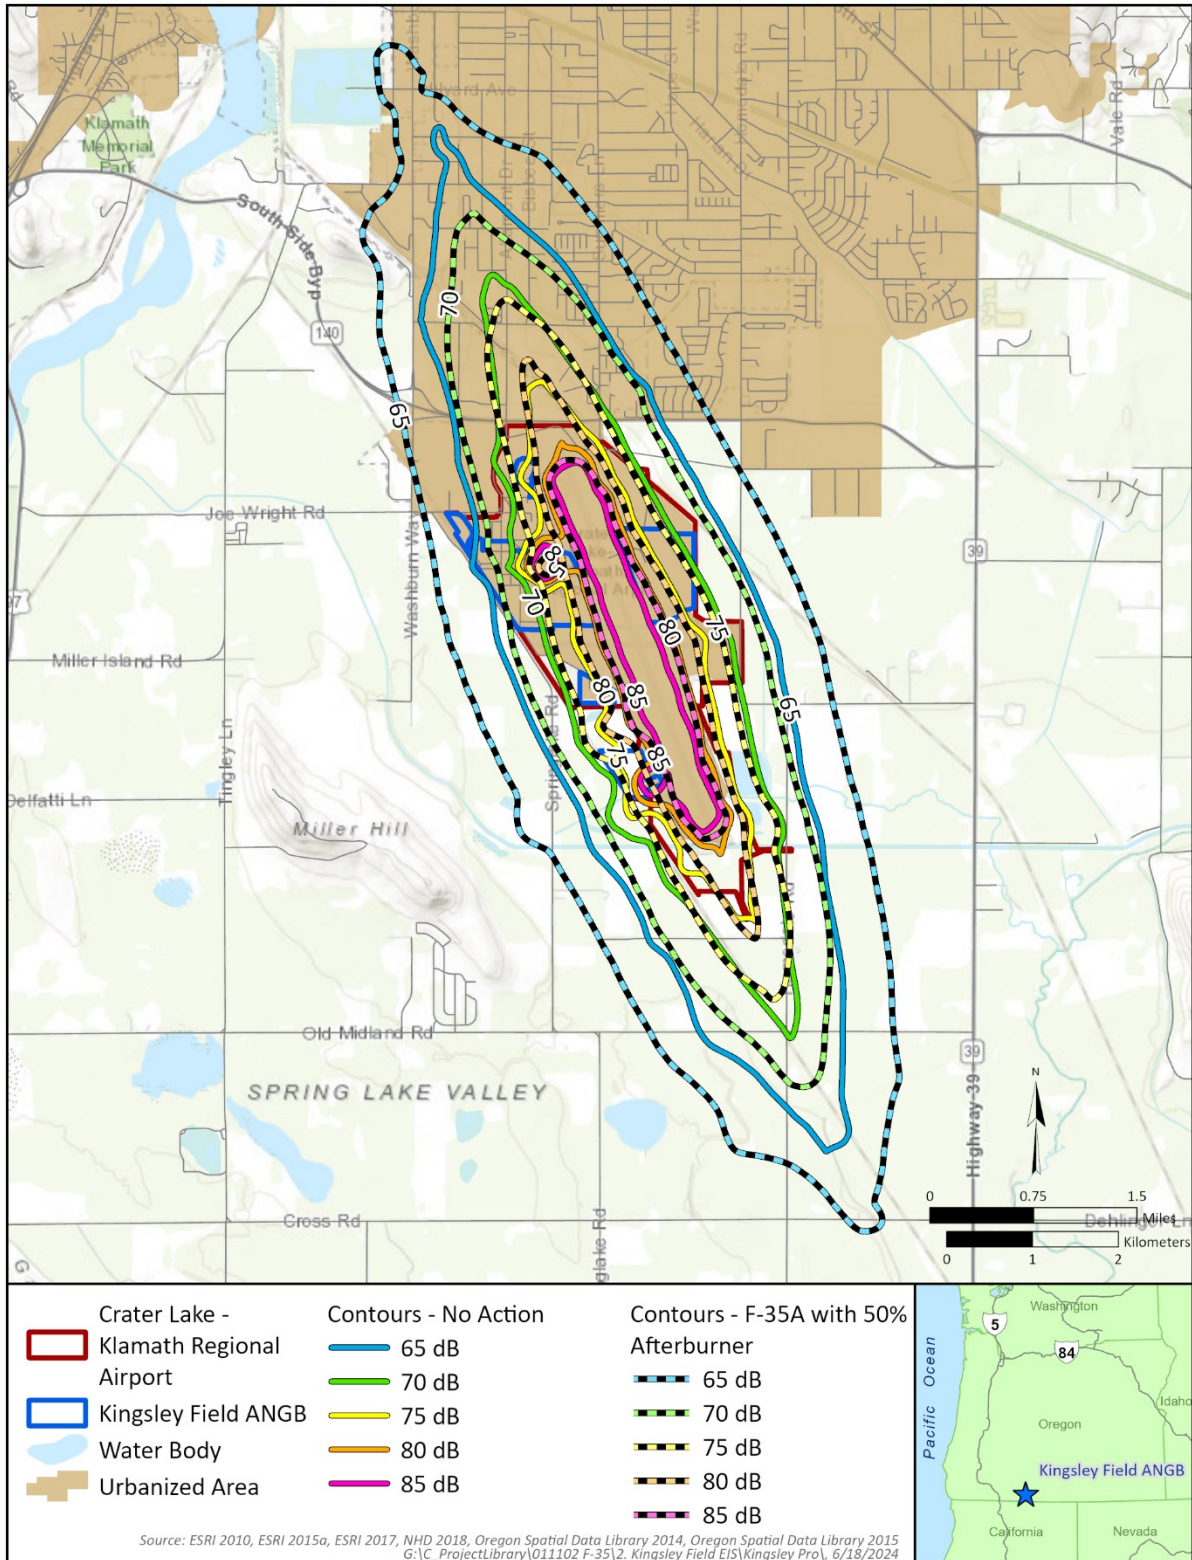 Klamath
Memorial
Park
South Side Byp
140
Vale Rd
70
65
Joe Wright Rd
39
Washburn Wa
85
70
75
80
Miller Island Rd
80
85
65
75
85
Tingley Ln
Delfatti Ln
Miller Hill
Old Midland Rd
39
SPRING LAKE VALLEY
Highway 39
N
0 0.75 1.5
Miles
Cross Rd
Dehlinger Ln
Kilometers
0 1 2
Crater Lake -
Klamath Regional
Airport
Kingsley Field ANGB
Water Body
Urbanized Area
Contours - No Action
65 dB
70 dB
75 dB
80 dB
85 dB
Contours - F-35A with 50%
Afterburner
65 dB
70 dB
75 dB
80 dB
85 dB
Washington
5
84
Pacific Ocean
Idaho
Oregon
Kingsley Field ANGB
California
Nevada
Source: ESRI 2010, ESRI 2015a, ESRI 2017, NHD 2018, Oregon Spatial Data Library 2014, Oregon Spatial Data Library 2015
G:\C_ProjectLibrary\011102_F-35\2. Kingsley Field EIS\Kingsley Pro\, 6/18/2024